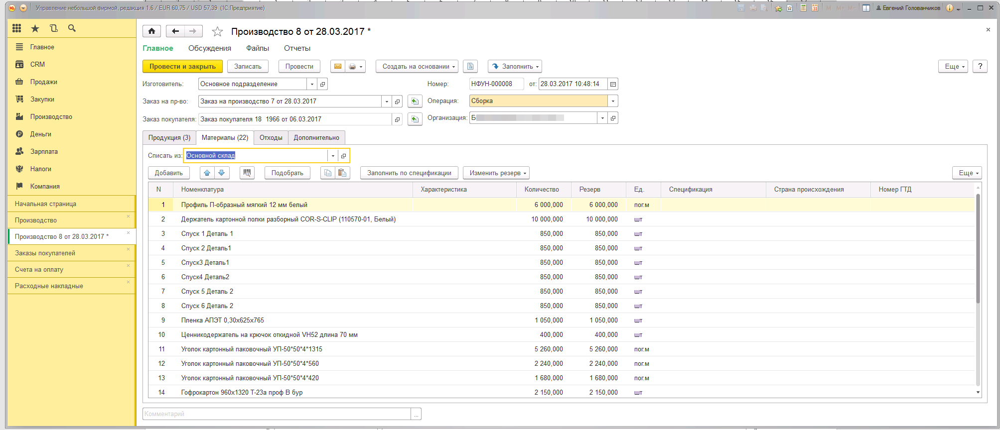 Управление небольшой фирмой, редакция 1.6 / EUR 60,75 / USD 57,39 (1С:Предприятие)
M M+ M- Евгений Голованчиков
Главное
CRM
Продажи
Закупки
Производство
Деньги
Зарплата
Налоги
Компания
Начальная страница
Производство
Производство 8 от 28.03.2017 *
Заказы покупателей
Счета на оплату
Расходные накладные
Производство 8 от 28.03.2017 *
Главное Обсуждения Файлы Отчеты
Провести и закрыть Записать Провести Создать на основании Заполнить Еще ?
Изготовитель: Основное подразделение Номер: НФУН-000008 от: 28.03.2017 10:48:14
Заказ на пр-во: Заказ на производство 7 от 28.03.2017 Операция: Сборка
Заказ покупателя: Заказ покупателя 18 1966 от 06.03.2017 Организация: Б
Продукция (3) Материалы (22) Отходы Дополнительно
Списать из: Основной склад
Добавить Подобрать Заполнить по спецификации Изменить резерв Еще
N Номенклатура Характеристика Количество Резерв Ед. Спецификация Страна происхождения Номер ГТД
1 Профиль П-образный мягкий 12 мм белый 6 000,000 6 000,000 пог.м
2 Держатель картонной полки разборный COR-S-CLIP (110570-01, Белый) 10 000,000 10 000,000 шт
3 Спуск 1 Деталь 1 850,000 850,000 шт
4 Спуск 2 Деталь1 850,000 850,000 шт
5 Спуск3 Деталь1 850,000 850,000 шт
6 Спуск4 Деталь2 850,000 850,000 шт
7 Спуск 5 Деталь 2 850,000 850,000 шт
8 Спуск 6 Деталь 2 850,000 850,000 шт
9 Пленка АПЭТ 0,30х625х765 1 050,000 1 050,000 шт
10 Ценникодержатель на крючок откидной VH52 длина 70 мм 400,000 400,000 шт
11 Уголок картонный паковочный УП-50*50*4*1315 5 260,000 5 260,000 пог.м
12 Уголок картонный паковочный УП-50*50*4*560 2 240,000 2 240,000 пог.м
13 Уголок картонный паковочный УП-50*50*4*420 1 680,000 1 680,000 пог.м
14 Гофрокартон 960х1320 Т-23а проф В бур 2 150,000 2 150,000 шт
Комментарий ...